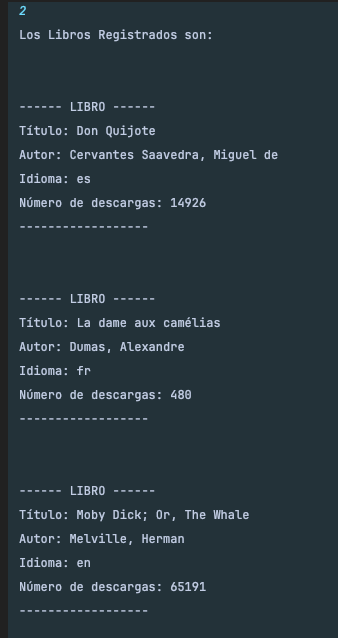 2
Los Libros Registrados son:
------ LIBRO ------
Título: Don Quijote
Autor: Cervantes Saavedra, Miguel de
Idioma: es
Número de descargas: 14926
------------------
------ LIBRO ------
Título: La dame aux camélias
Autor: Dumas, Alexandre
Idioma: fr
Número de descargas: 480
------------------
------ LIBRO ------
Título: Moby Dick; Or, The Whale
Autor: Melville, Herman
Idioma: en
Número de descargas: 65191
------------------